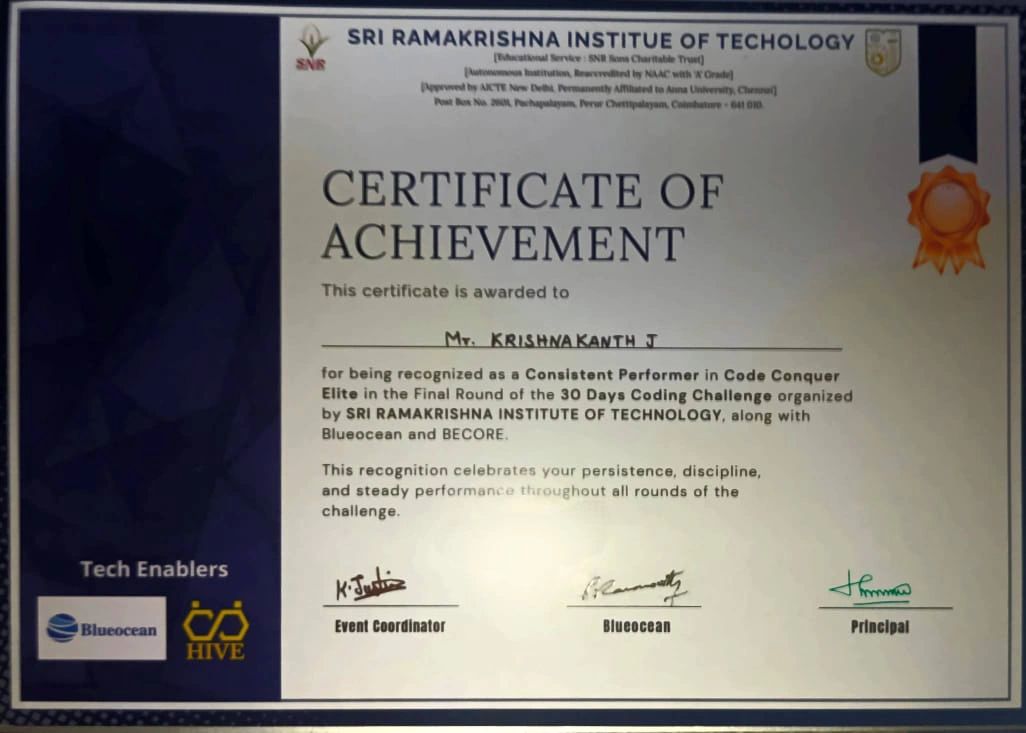 SRI RAMAKRISHNA INSTITUE OF TECHOLOGY
SNR
[Educational Service : SNR Sons Charitable Trust]
[Autonomous Institution, Reaccredited by NAAC with 'A' Grade]
[Approved by AICTE New Delhi, Permanently Affiliated to Anna University, Chennai]
Post Box No. 2601, Pachapalayam, Perur Chettipalayam, Coimbatore - 641 010.
CERTIFICATE OF
ACHIEVEMENT
This certificate is awarded to
Mr. KRISHNAKANTH J
for being recognized as a Consistent Performer in Code Conquer
Elite in the Final Round of the 30 Days Coding Challenge organized
by SRI RAMAKRISHNA INSTITUTE OF TECHNOLOGY, along with
Blueocean and BECORE.
This recognition celebrates your persistence, discipline,
and steady performance throughout all rounds of the
challenge.
Tech Enablers
Blueocean
HIVE
K. Justin
Event Coordinator
Blueocean
Principal